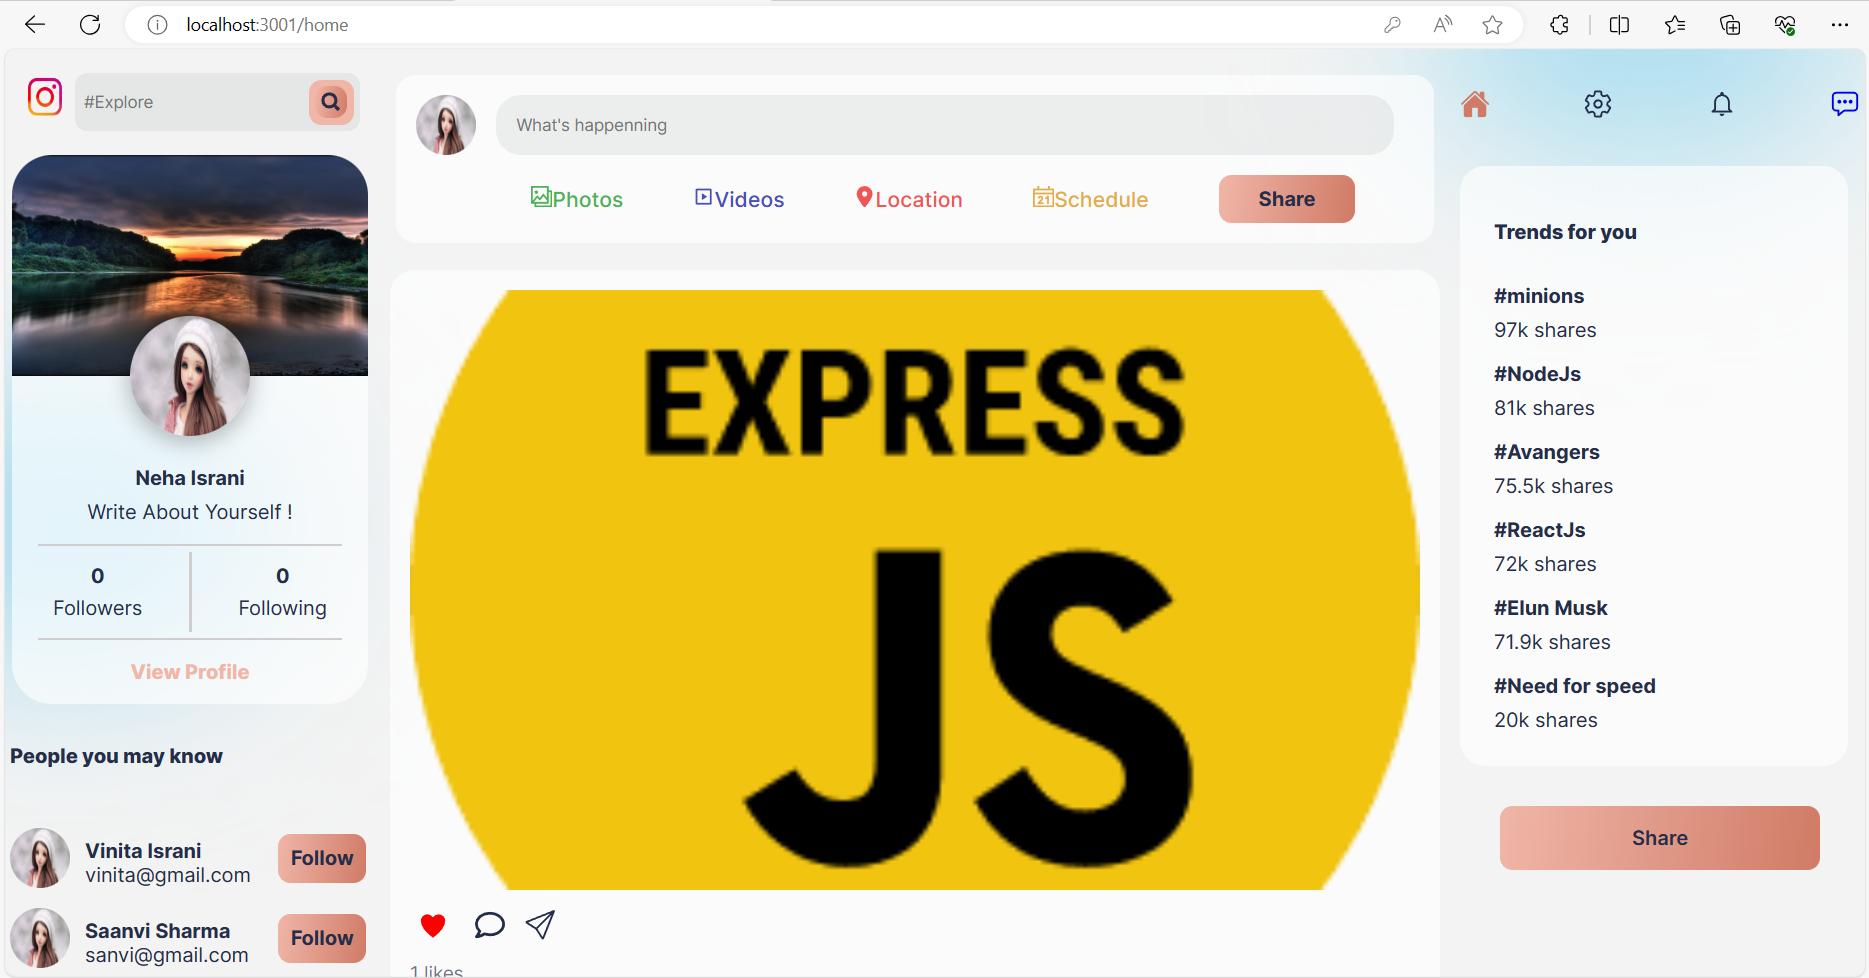 localhost:3001/home
#Explore
What's happenning
Photos
Videos
Location
Schedule
Share
Neha Israni
Write About Yourself !
0
Followers
0
Following
View Profile
People you may know
Vinita Israni
vinita@gmail.com
Follow
Saanvi Sharma
sanvi@gmail.com
Follow
EXPRESS
JS
1 likes
Trends for you
#minions
97k shares
#NodeJs
81k shares
#Avangers
75.5k shares
#ReactJs
72k shares
#Elun Musk
71.9k shares
#Need for speed
20k shares
Share